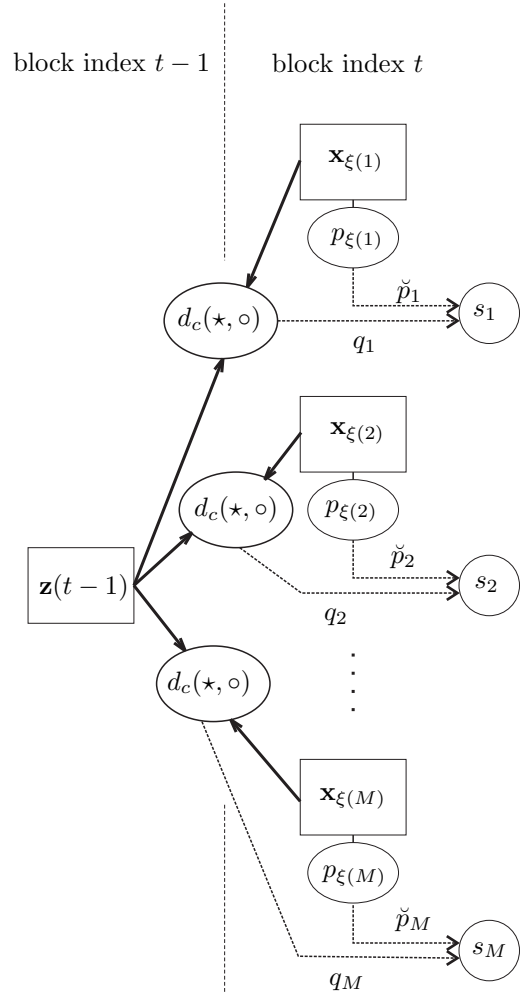 block index t − 1
block index t
x_ξ(1)
p_ξ(1)
p̆_1
s_1
d_c(⋆, ∘)
q_1
x_ξ(2)
d_c(⋆, ∘)
p_ξ(2)
p̆_2
z(t − 1)
s_2
q_2
d_c(⋆, ∘)
x_ξ(M)
p_ξ(M)
p̆_M
s_M
q_M